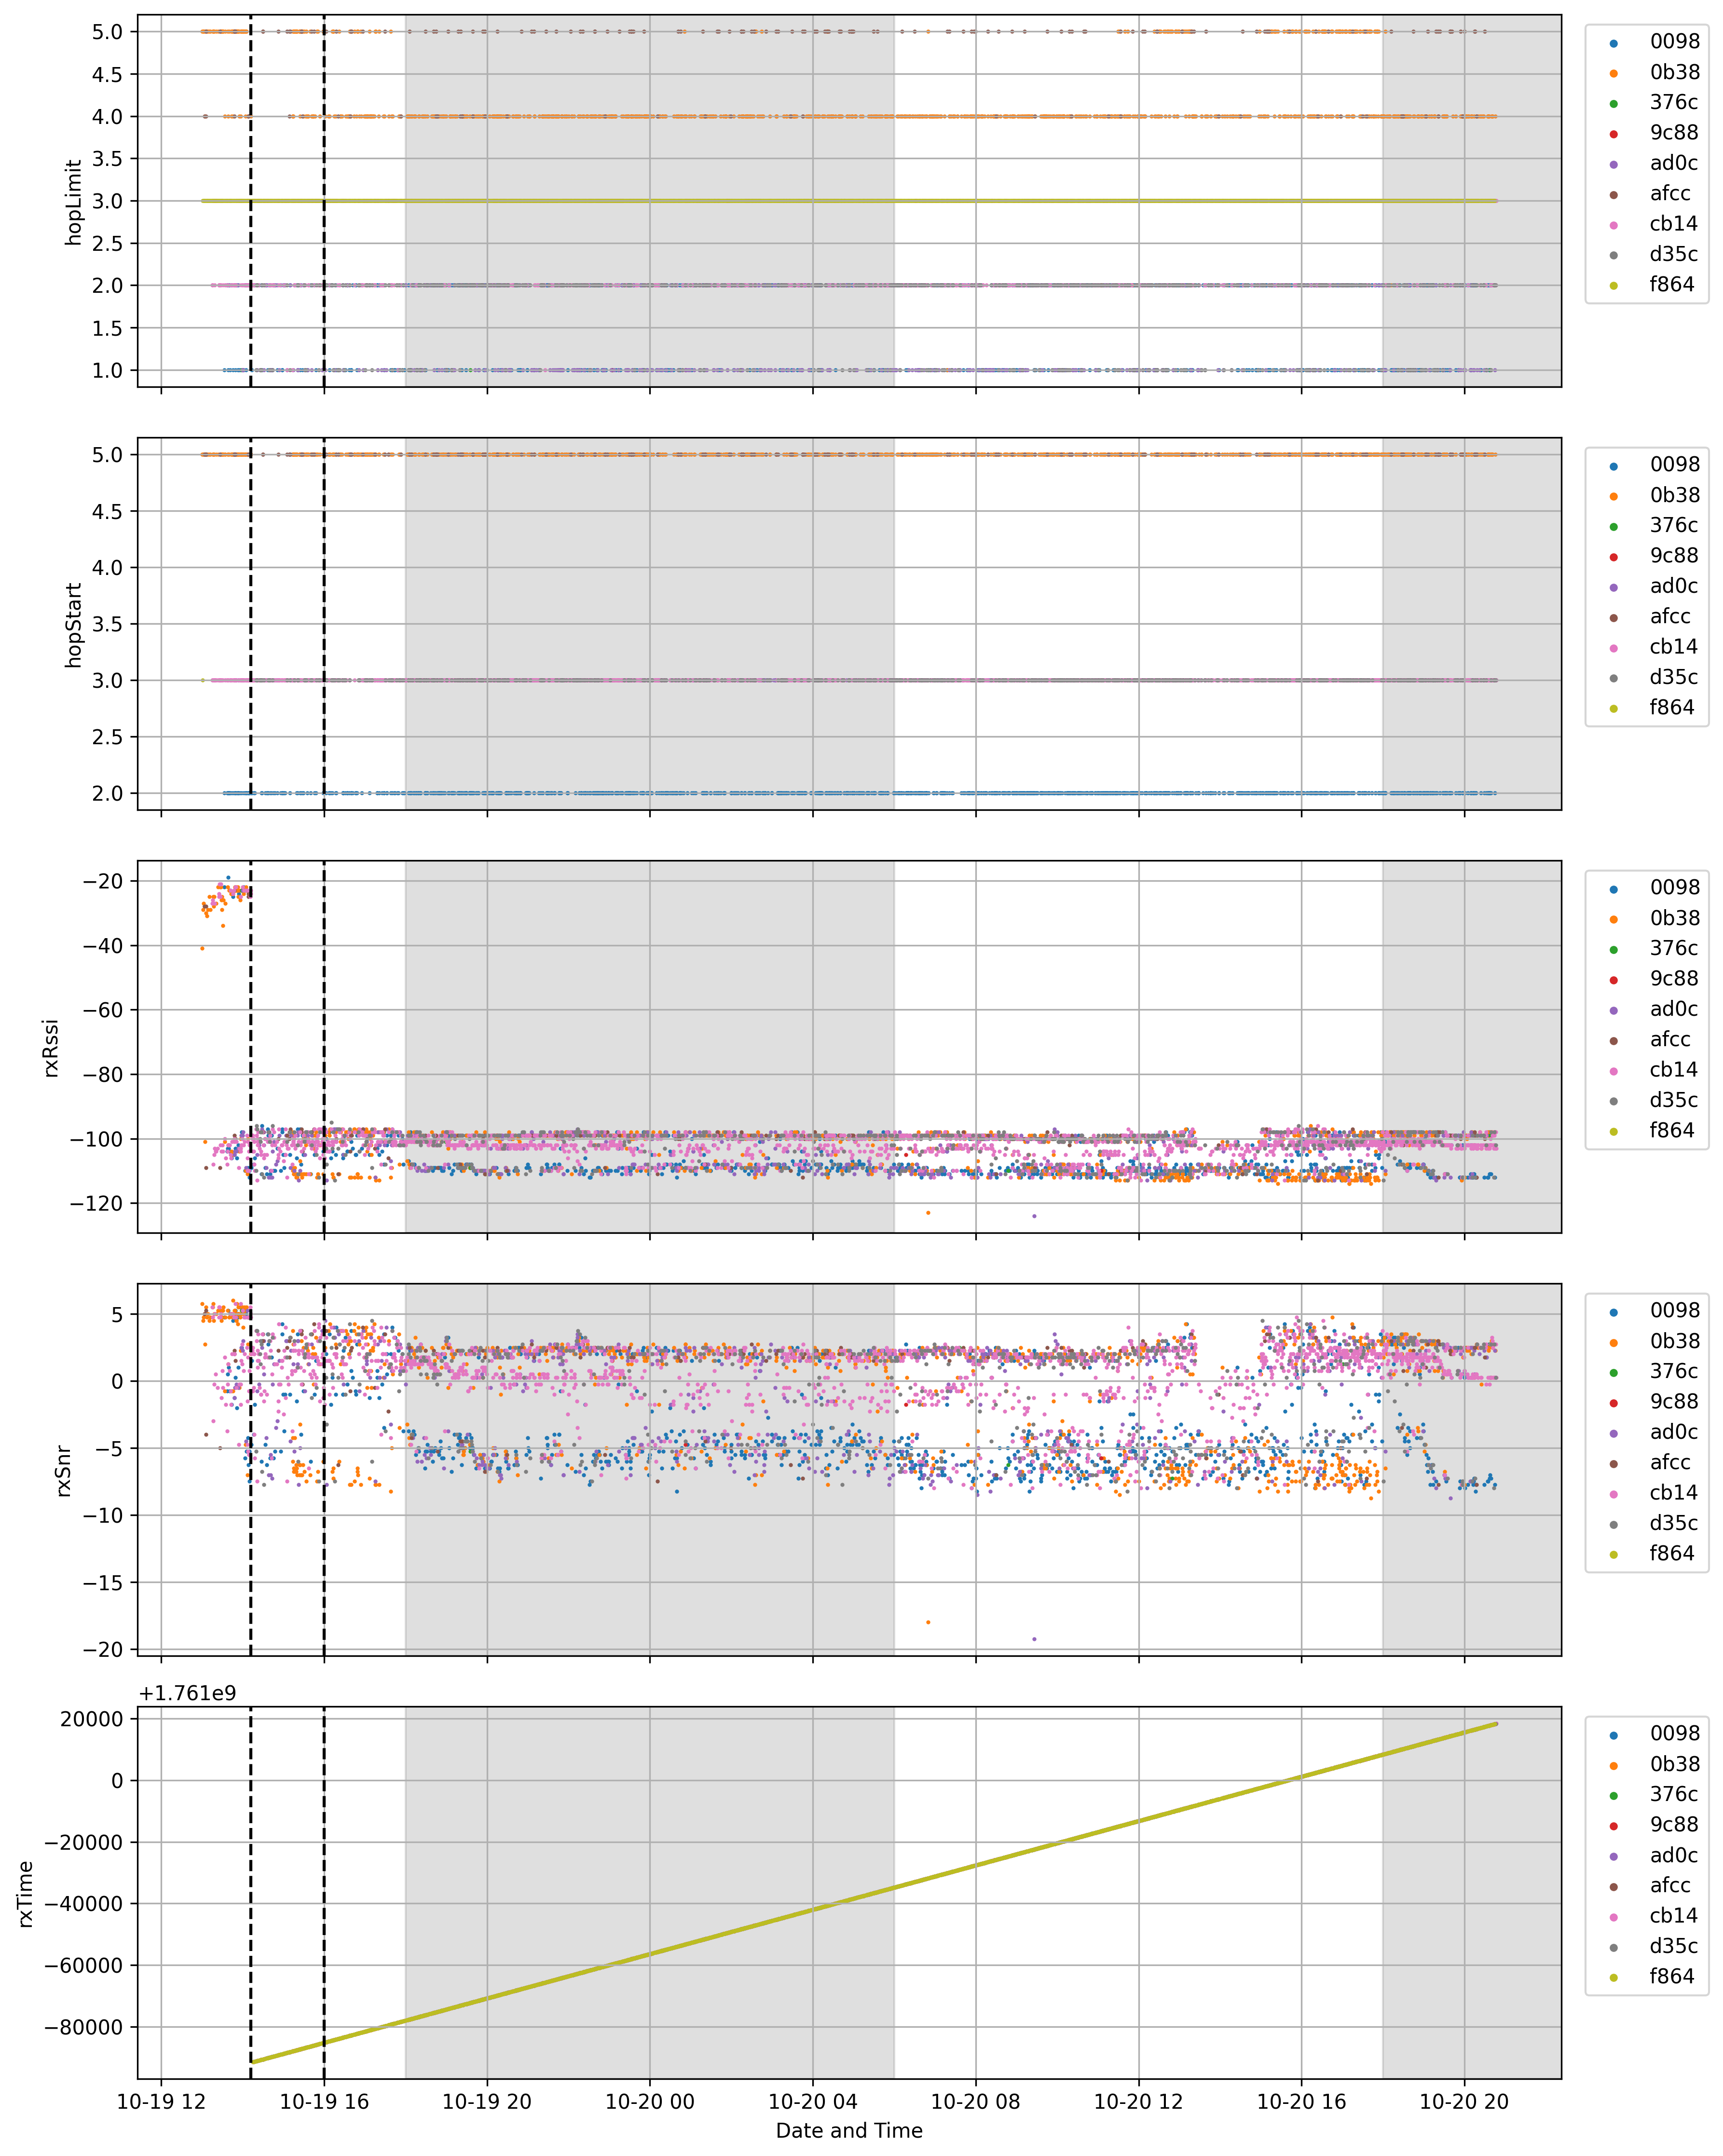 5.0
4.5
4.0
3.5
3.0
2.5
2.0
1.5
1.0
hopLimit
0098
0b38
376c
9c88
ad0c
afcc
cb14
d35c
f864
5.0
4.5
4.0
3.5
3.0
2.5
2.0
hopStart
0098
0b38
376c
9c88
ad0c
afcc
cb14
d35c
f864
−20
−40
−60
−80
−100
−120
rxRssi
0098
0b38
376c
9c88
ad0c
afcc
cb14
d35c
f864
5
0
−5
−10
−15
−20
rxSnr
0098
0b38
376c
9c88
ad0c
afcc
cb14
d35c
f864
+1.761e9
20000
0
−20000
−40000
−60000
−80000
rxTime
0098
0b38
376c
9c88
ad0c
afcc
cb14
d35c
f864
10-19 12 10-19 16 10-19 20 10-20 00 10-20 04 10-20 08 10-20 12 10-20 16 10-20 20
Date and Time